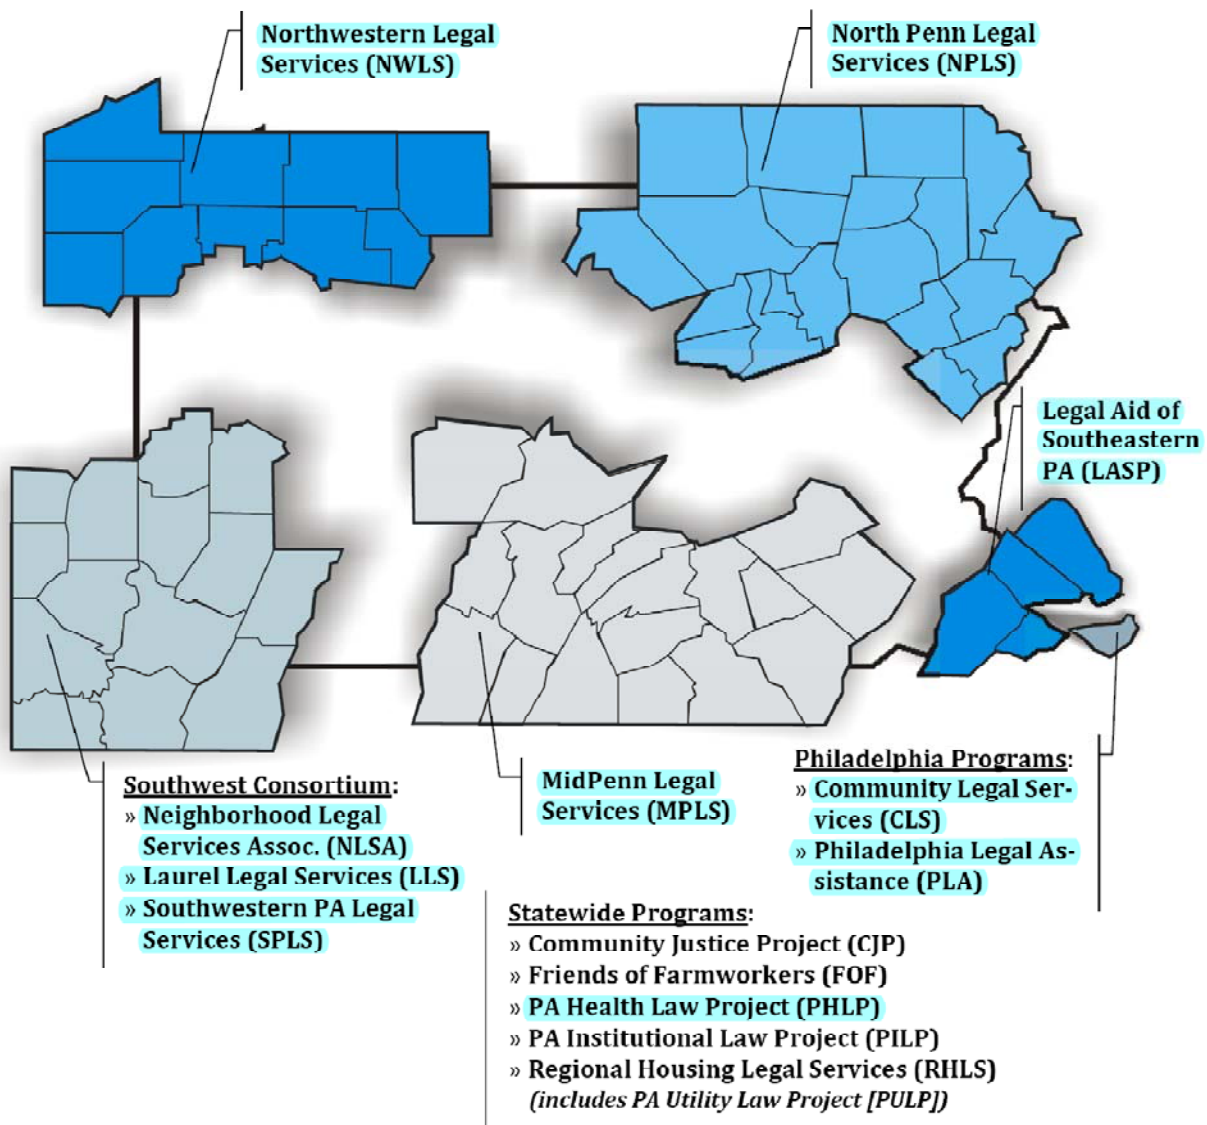 Northwestern Legal
Services (NWLS)
North Penn Legal
Services (NPLS)
Legal Aid of
Southeastern
PA (LASP)
Southwest Consortium:
» Neighborhood Legal
Services Assoc. (NLSA)
» Laurel Legal Services (LLS)
» Southwestern PA Legal
Services (SPLS)
MidPenn Legal
Services (MPLS)
Philadelphia Programs:
» Community Legal Ser-
vices (CLS)
» Philadelphia Legal As-
sistance (PLA)
Statewide Programs:
» Community Justice Project (CJP)
» Friends of Farmworkers (FOF)
» PA Health Law Project (PHLP)
» PA Institutional Law Project (PILP)
» Regional Housing Legal Services (RHLS)
(includes PA Utility Law Project [PULP])